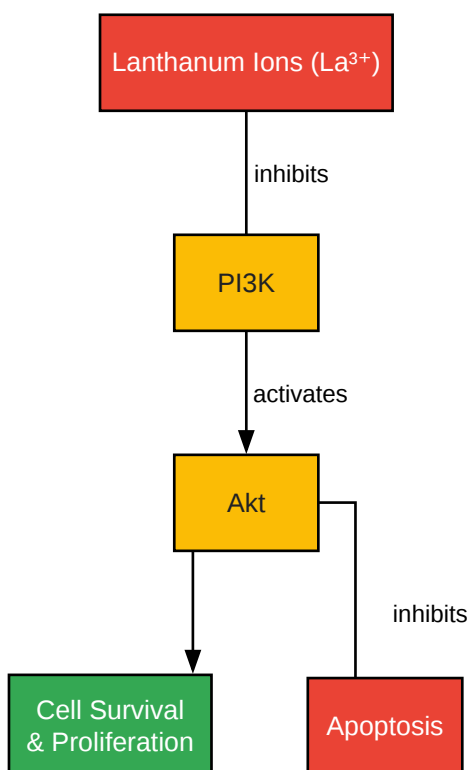 Lanthanum Ions (La³⁺)
inhibits
PI3K
activates
Akt
inhibits
Cell Survival
& Proliferation
Apoptosis